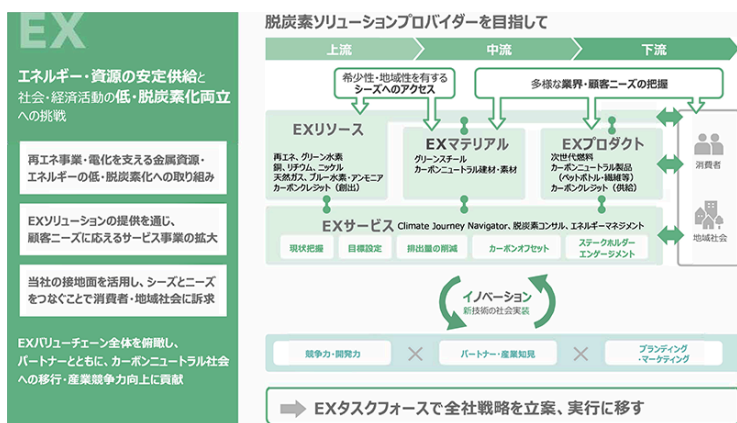 EX
エネルギー・資源の安定供給と
社会・経済活動の低・脱炭素化両立
への挑戦
再エネ事業・電化を支える金属資源・
エネルギーの低・脱炭素化への取り組み
EXソリューションの提供を通じ、
顧客ニーズに応えるサービス事業の拡大
当社の接地面を活用し、シーズとニーズ
をつなぐことで消費者・地域社会に訴求
EXバリューチェーン全体を俯瞰し、
パートナーとともに、カーボンニュートラル社会
への移行・産業競争力向上に貢献
脱炭素ソリューションプロバイダーを目指して
上流
中流
下流
希少性・地域性を有する
シーズへのアクセス
多様な業界・顧客ニーズの把握
EXリソース
再エネ、グリーン水素
銅、リチウム、ニッケル
天然ガス、ブルー水素・アンモニア
カーボンクレジット（創出）
EXマテリアル
グリーンスチール
カーボンニュートラル建材・素材
EXプロダクト
次世代燃料
カーボンニュートラル製品
（ペットボトル・繊維等）
カーボンクレジット（供給）
消費者
地域社会
EXサービス Climate Journey Navigator、脱炭素コンサル、エネルギーマネジメント
現状把握
目標設定
排出量の削減
カーボンオフセット
ステークホルダー
エンゲージメント
イノベーション
新技術の社会実装
競争力・開発力
×
パートナー・産業知見
×
ブランディング
・マーケティング
EXタスクフォースで全社戦略を立案、実行に移す